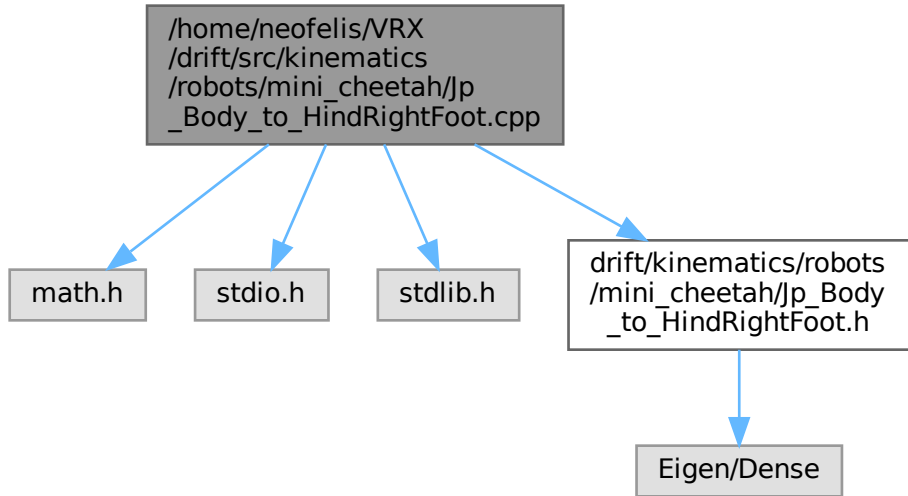 /home/neofelis/VRX
/drift/src/kinematics
/robots/mini_cheetah/Jp
_Body_to_HindRightFoot.cpp
math.h
stdio.h
stdlib.h
drift/kinematics/robots
/mini_cheetah/Jp_Body
_to_HindRightFoot.h
Eigen/Dense